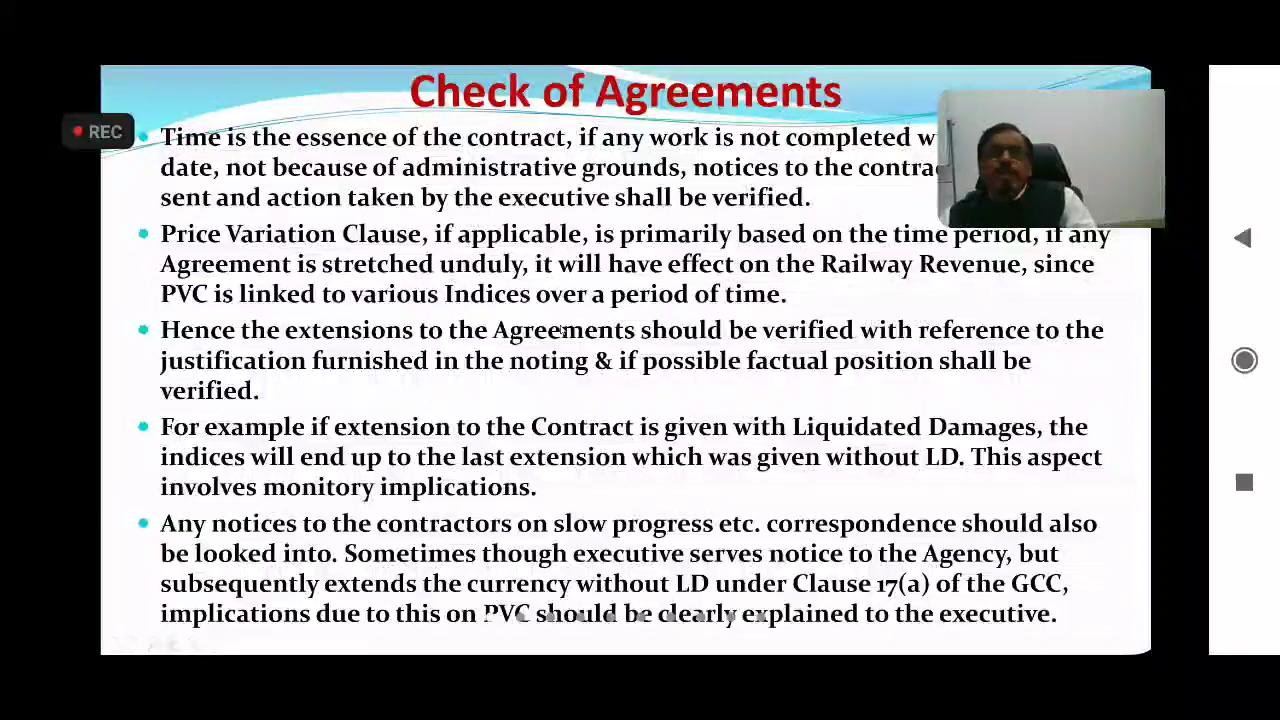 Check of Agreements
REC
Time is the essence of the contract, if any work is not completed
date, not because of administrative grounds, notices to the
sent and action taken by the executive shall be verified.
Price Variation Clause, if applicable, is primarily based on the time period, if any
Agreement is stretched unduly, it will have effect on the Railway Revenue, since
PVC is linked to various Indices over a period of time.
Hence the extensions to the Agreements should be verified with reference to the
justification furnished in the noting & if possible factual position shall be
verified.
For example if extension to the Contract is given with Liquidated Damages, the
indices will end up to the last extension which was given without LD. This aspect
involves monitory implications.
Any notices to the contractors on slow progress etc. correspondence should also
be looked into. Sometimes though executive serves notice to the Agency, but
subsequently extends the currency without LD under Clause 17(a) of the GCC,
implications due to this on PVC should be clearly explained to the executive.